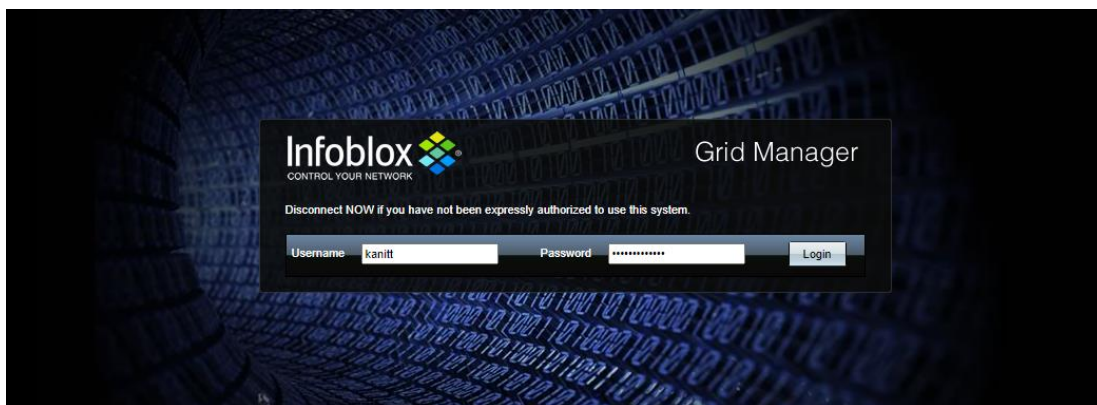 Infoblox
CONTROL YOUR NETWORK
Grid Manager
Disconnect NOW if you have not been expressly authorized to use this system.
Username kanitt Password ••••••••••••• Login